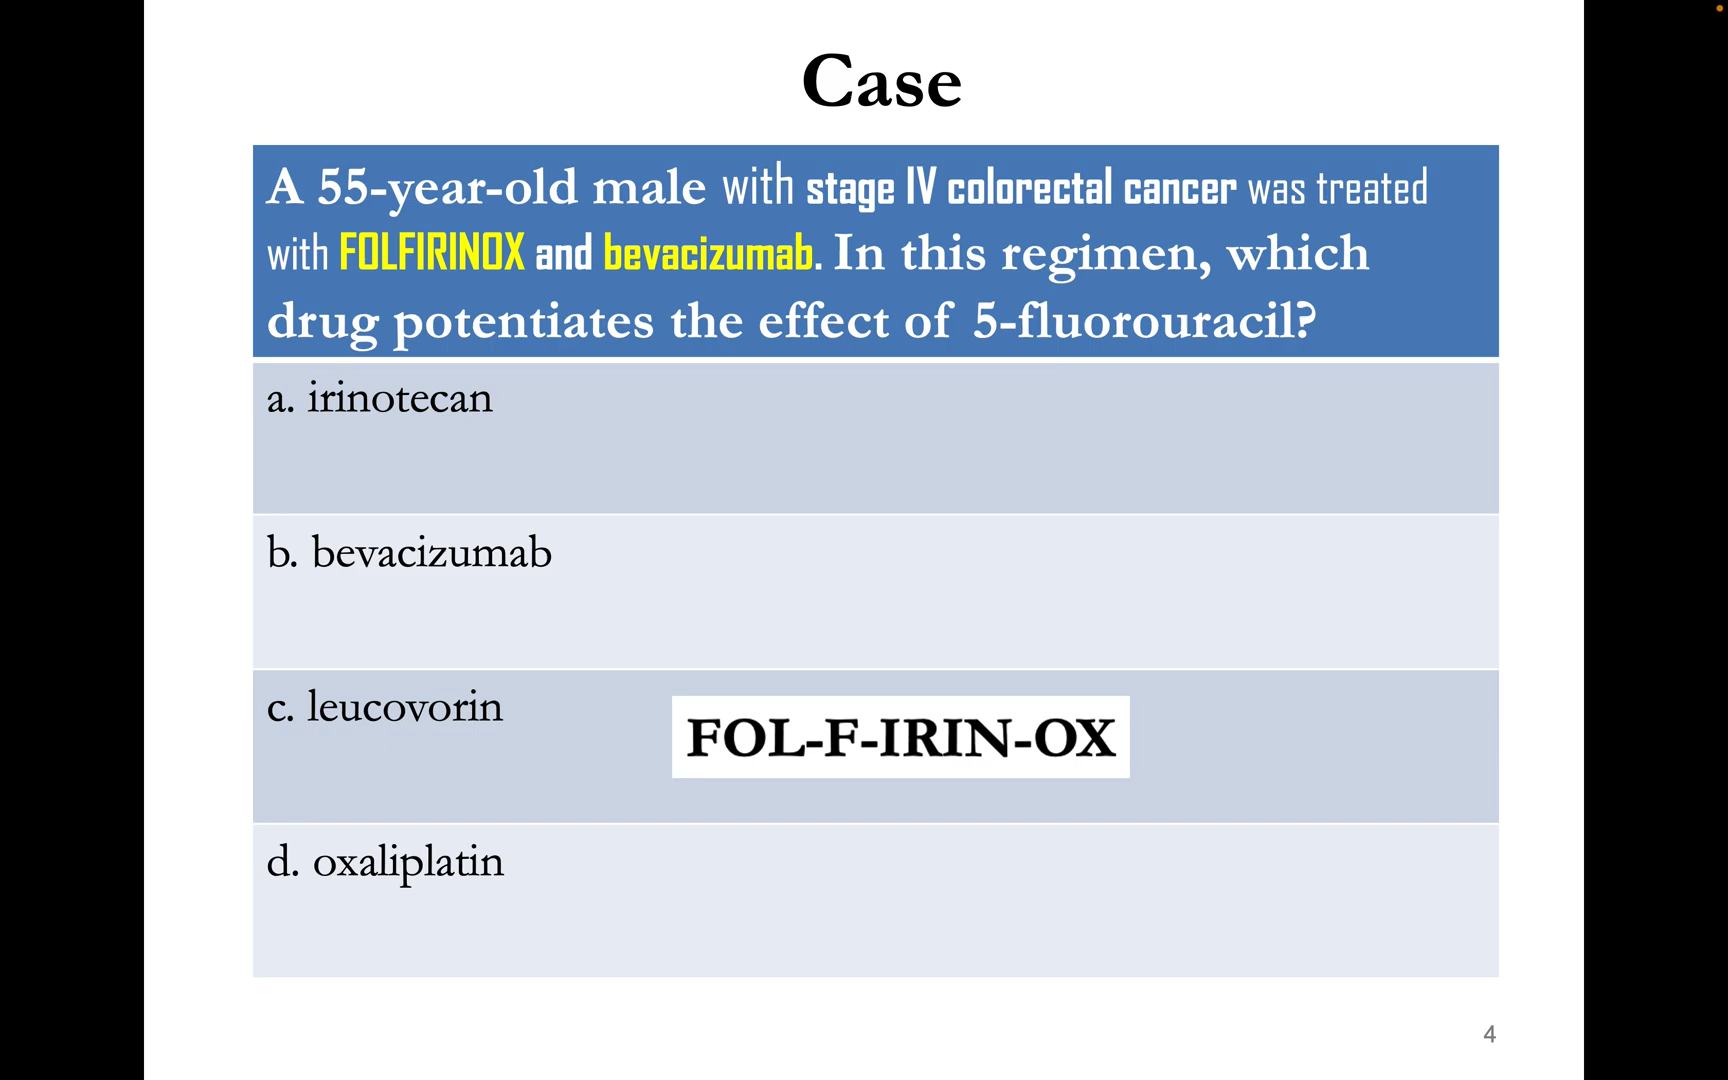 Case
A 55-year-old male with stage IV colorectal cancer was treated
with FOLFIRINOX and bevacizumab. In this regimen, which
drug potentiates the effect of 5-fluorouracil?
a. irinotecan
b. bevacizumab
c. leucovorin
FOL-F-IRIN-OX
d. oxaliplatin
4